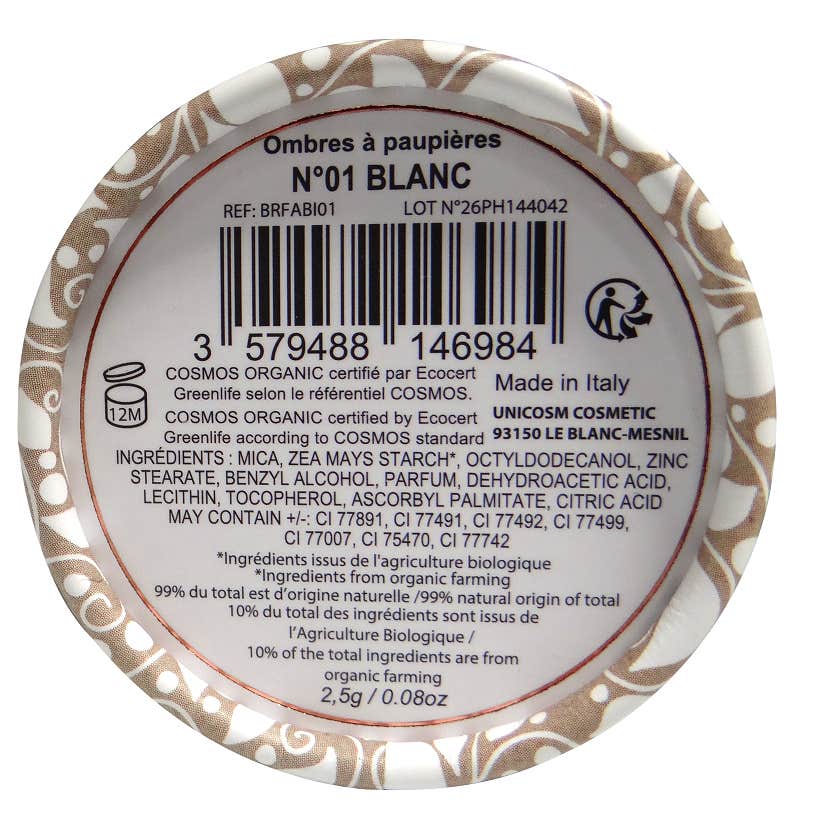 Ombres à paupières
N°01 BLANC
REF: BRFABI01 LOT N°26PH144042
3 579488 146984
12M
COSMOS ORGANIC certifié par Ecocert
Greenlife selon le référentiel COSMOS.
COSMOS ORGANIC certified by Ecocert
Greenlife according to COSMOS standard
Made in Italy
UNICOSM COSMETIC
93150 LE BLANC-MESNIL
INGRÉDIENTS : MICA, ZEA MAYS STARCH*, OCTYLDODECANOL, ZINC
STEARATE, BENZYL ALCOHOL, PARFUM, DEHYDROACETIC ACID,
LECITHIN, TOCOPHEROL, ASCORBYL PALMITATE, CITRIC ACID
MAY CONTAIN +/-: CI 77891, CI 77491, CI 77492, CI 77499,
CI 77007, CI 75470, CI 77742
*Ingrédients issus de l'agriculture biologique
*Ingredients from organic farming
99% du total est d'origine naturelle /99% natural origin of total
10% du total des ingrédients sont issus de
l'Agriculture Biologique /
10% of the total ingredients are from
organic farming
2,5g / 0.08oz